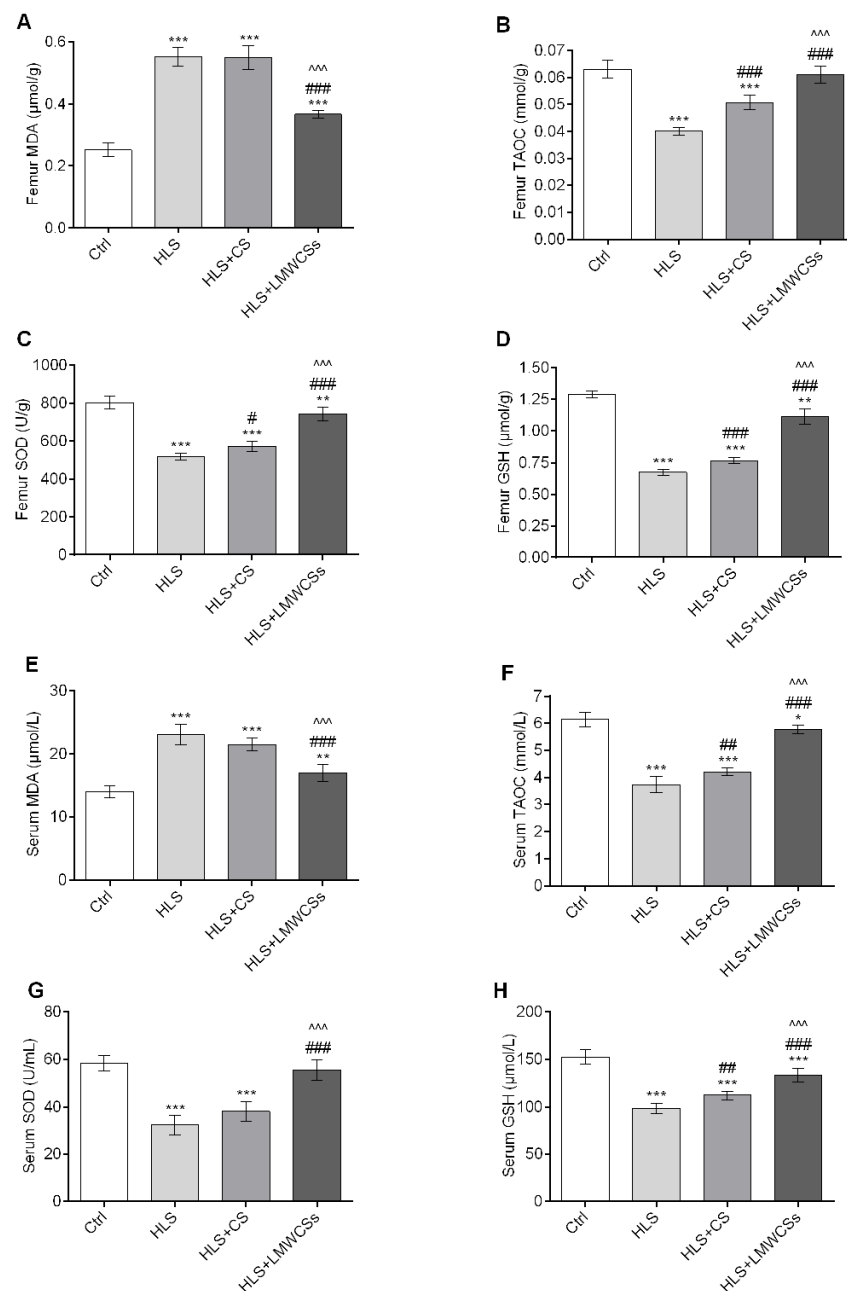 A
Femur MDA (μmol/g)
0.6
0.4
0.2
0.0
***
***
^^^
###
***
Ctrl
HLS
HLS+CS
HLS+LMWCSs
B
Femur TAOC (mmol/g)
0.07
0.06
0.05
0.04
0.03
0.02
0.01
0.00
***
###
***
^^^
###
Ctrl
HLS
HLS+CS
HLS+LMWCSs
C
Femur SOD (U/g)
1000
800
600
400
200
0
***
#
***
^^^
###
**
Ctrl
HLS
HLS+CS
HLS+LMWCSs
D
Femur GSH (μmol/g)
1.50
1.25
1.00
0.75
0.50
0.25
0.00
***
###
***
^^^
###
**
Ctrl
HLS
HLS+CS
HLS+LMWCSs
E
Serum MDA (μmol/L)
30
20
10
0
***
***
^^^
###
**
Ctrl
HLS
HLS+CS
HLS+LMWCSs
F
Serum TAOC (mmol/L)
7
6
5
4
3
2
1
0
***
##
***
^^^
###
*
Ctrl
HLS
HLS+CS
HLS+LMWCSs
G
Serum SOD (U/mL)
80
60
40
20
0
***
***
^^^
###
Ctrl
HLS
HLS+CS
HLS+LMWCSs
H
Serum GSH (μmol/L)
200
150
100
50
0
***
##
***
^^^
###
***
Ctrl
HLS
HLS+CS
HLS+LMWCSs